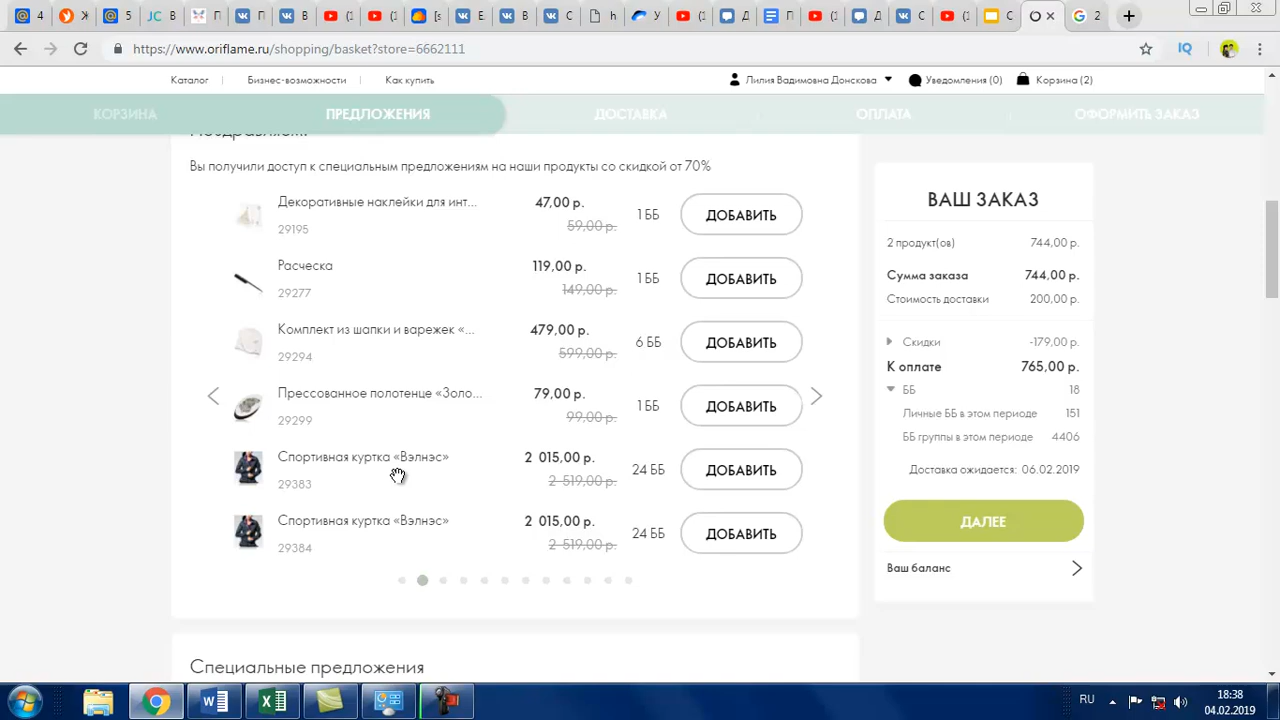 @
@ 5
JC В
П
В
(
(
[s
Е
В
С
h
У
(
Д
П
(
Д
С
(
С
2
https://www.oriflame.ru/shopping/basket?store=6662111
Каталог
Бизнес-возможности
Как купить
Лилия Вадимовна Донскова
Уведомления (0)
Корзина (2)
КОРЗИНА
ПРЕДЛОЖЕНИЯ
ДОСТАВКА
ОПЛАТА
ОФОРМИТЬ ЗАКАЗ
Поздравляем!
Вы получили доступ к специальным предложениям на наши продукты со скидкой от 70%
Декоративные наклейки для инт... 47,00 р.
29195 59,00 р. 1 ББ ДОБАВИТЬ
Расческа 119,00 р.
29277 149,00 р. 1 ББ ДОБАВИТЬ
Комплект из шапки и варежек «... 479,00 р.
29294 599,00 р. 6 ББ ДОБАВИТЬ
Прессованное полотенце «Золо... 79,00 р.
29299 99,00 р. 1 ББ ДОБАВИТЬ
Спортивная куртка «Вэлнэс» 2 015,00 р.
29383 2 519,00 р. 24 ББ ДОБАВИТЬ
Спортивная куртка «Вэлнэс» 2 015,00 р.
29384 2 519,00 р. 24 ББ ДОБАВИТЬ
Специальные предложения
ВАШ ЗАКАЗ
2 продукт(ов) 744,00 р.
Сумма заказа 744,00 р.
Стоимость доставки 200,00 р.
Скидки -179,00 р.
К оплате 765,00 р.
ББ 18
Личные ББ в этом периоде 151
ББ группы в этом периоде 4406
Доставка ожидается: 06.02.2019
ДАЛЕЕ
Ваш баланс
RU
18:38
04.02.2019